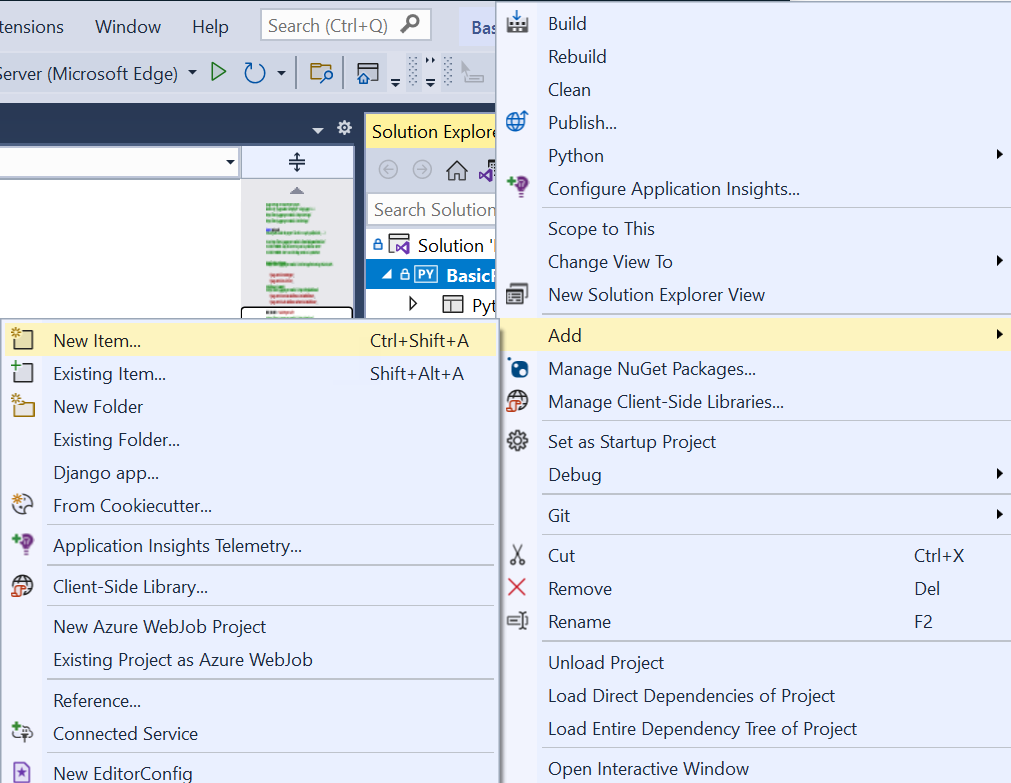 tensions Window Help Search (Ctrl+Q) Bas
Server (Microsoft Edge)
Solution Explore
Search Solution
Solution '
PY BasicP
Pyt
Build
Rebuild
Clean
Publish...
Python
Configure Application Insights...
Scope to This
Change View To
New Solution Explorer View
Add
Manage NuGet Packages...
Manage Client-Side Libraries...
Set as Startup Project
Debug
Git
Cut Ctrl+X
Remove Del
Rename F2
Unload Project
Load Direct Dependencies of Project
Load Entire Dependency Tree of Project
Open Interactive Window
New Item... Ctrl+Shift+A
Existing Item... Shift+Alt+A
New Folder
Existing Folder...
Django app...
From Cookiecutter...
Application Insights Telemetry...
Client-Side Library...
New Azure WebJob Project
Existing Project as Azure WebJob
Reference...
Connected Service
New EditorConfig